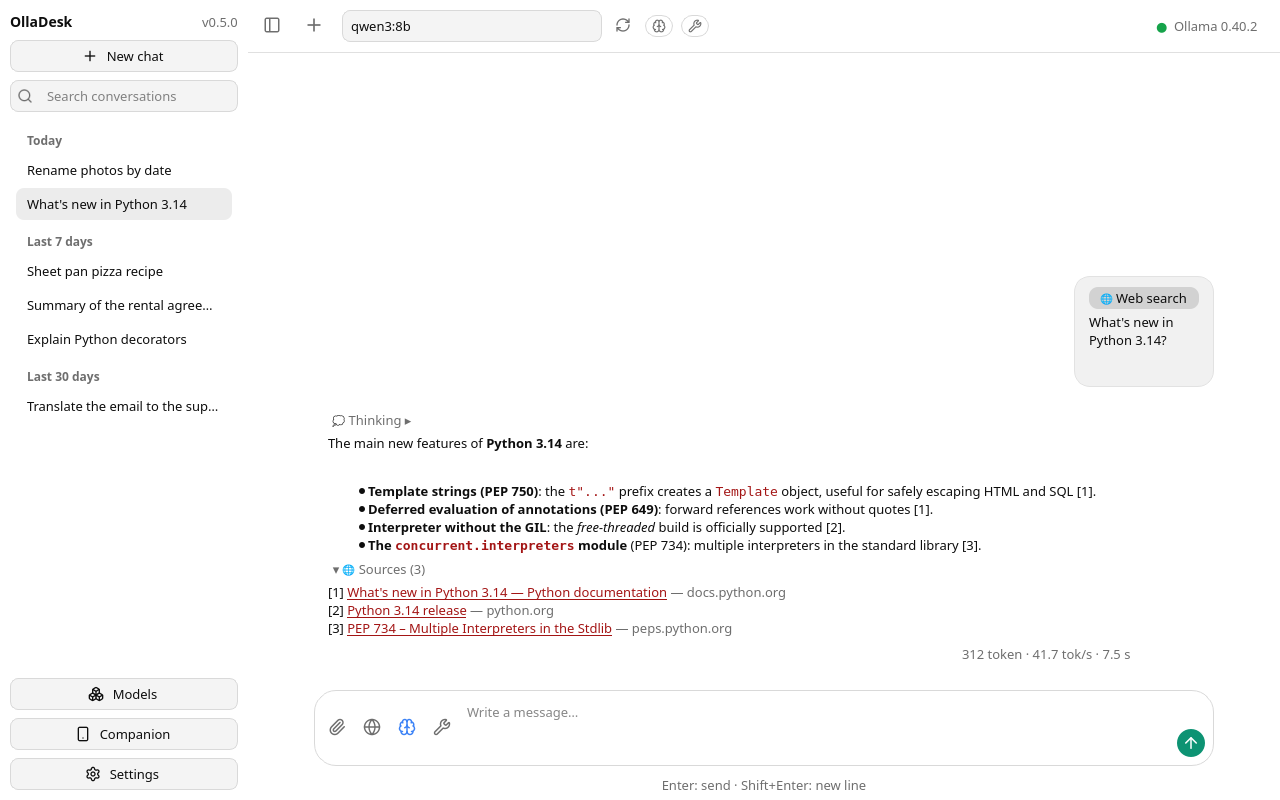 OllaDesk
v0.5.0
New chat
Search conversations
Today
Rename photos by date
What's new in Python 3.14
Last 7 days
Sheet pan pizza recipe
Summary of the rental agree...
Explain Python decorators
Last 30 days
Translate the email to the sup...
Models
Companion
Settings
qwen3:8b
Ollama 0.40.2
Web search
What's new in
Python 3.14?
Thinking ▸
The main new features of Python 3.14 are:
● Template strings (PEP 750): the t"..." prefix creates a Template object, useful for safely escaping HTML and SQL [1].
● Deferred evaluation of annotations (PEP 649): forward references work without quotes [1].
● Interpreter without the GIL: the free-threaded build is officially supported [2].
● The concurrent.interpreters module (PEP 734): multiple interpreters in the standard library [3].
▾ Sources (3)
[1] What's new in Python 3.14 — Python documentation — docs.python.org
[2] Python 3.14 release — python.org
[3] PEP 734 – Multiple Interpreters in the Stdlib — peps.python.org
312 token · 41.7 tok/s · 7.5 s
Write a message...
Enter: send · Shift+Enter: new line